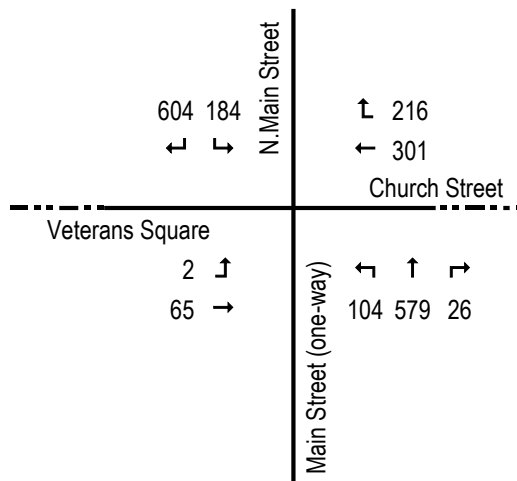 N.Main Street
604 184
216
301
Church Street
Veterans Square
2
65
104 579 26
Main Street (one-way)